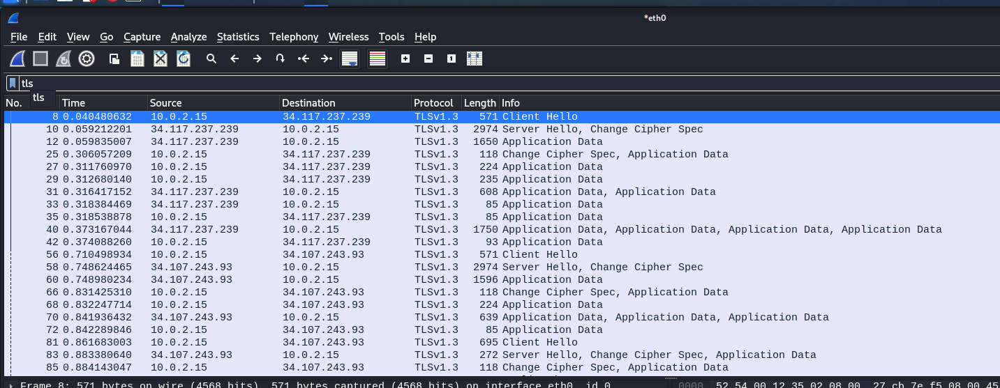 *eth0
File Edit View Go Capture Analyze Statistics Telephony Wireless Tools Help
tls
tls
No. Time Source Destination Protocol Length Info
8 0.040480632 10.0.2.15 34.117.237.239 TLSv1.3 571 Client Hello
10 0.059212201 34.117.237.239 10.0.2.15 TLSv1.3 2974 Server Hello, Change Cipher Spec
12 0.059835007 34.117.237.239 10.0.2.15 TLSv1.3 1650 Application Data
25 0.306057209 10.0.2.15 34.117.237.239 TLSv1.3 118 Change Cipher Spec, Application Data
27 0.311760970 10.0.2.15 34.117.237.239 TLSv1.3 224 Application Data
29 0.312680140 10.0.2.15 34.117.237.239 TLSv1.3 235 Application Data
31 0.316417152 34.117.237.239 10.0.2.15 TLSv1.3 608 Application Data, Application Data
33 0.318384469 34.117.237.239 10.0.2.15 TLSv1.3 85 Application Data
35 0.318538878 10.0.2.15 34.117.237.239 TLSv1.3 85 Application Data
40 0.373167044 34.117.237.239 10.0.2.15 TLSv1.3 1750 Application Data, Application Data, Application Data, Application Data
42 0.374088260 10.0.2.15 34.117.237.239 TLSv1.3 93 Application Data
56 0.710498934 10.0.2.15 34.107.243.93 TLSv1.3 571 Client Hello
58 0.748624465 34.107.243.93 10.0.2.15 TLSv1.3 2974 Server Hello, Change Cipher Spec
60 0.748980234 34.107.243.93 10.0.2.15 TLSv1.3 1596 Application Data
66 0.831425310 10.0.2.15 34.107.243.93 TLSv1.3 118 Change Cipher Spec, Application Data
68 0.832247714 10.0.2.15 34.107.243.93 TLSv1.3 224 Application Data
70 0.841936432 34.107.243.93 10.0.2.15 TLSv1.3 639 Application Data, Application Data, Application Data
72 0.842289846 10.0.2.15 34.107.243.93 TLSv1.3 85 Application Data
81 0.861683003 10.0.2.15 34.107.243.93 TLSv1.3 695 Client Hello
83 0.883380640 34.107.243.93 10.0.2.15 TLSv1.3 272 Server Hello, Change Cipher Spec, Application Data
85 0.884143047 10.0.2.15 34.107.243.93 TLSv1.3 118 Change Cipher Spec, Application Data
Frame 8: 571 bytes on wire (4568 bits), 571 bytes captured (4568 bits) on interface eth0, id 0 0000 52 54 00 12 35 02 08 00 27 cb 7e f5 08 00 45